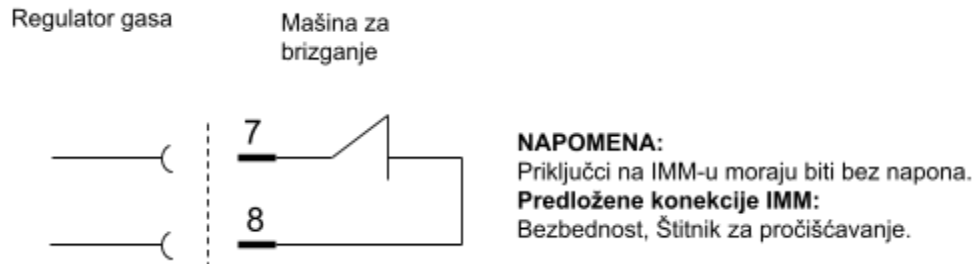 Regulator gasa
Mašina za
brizganje
7
8
NAPOMENA:
Priključci na IMM-u moraju biti bez napona.
Predložene konekcije IMM:
Bezbednost, Štitnik za pročišćavanje.